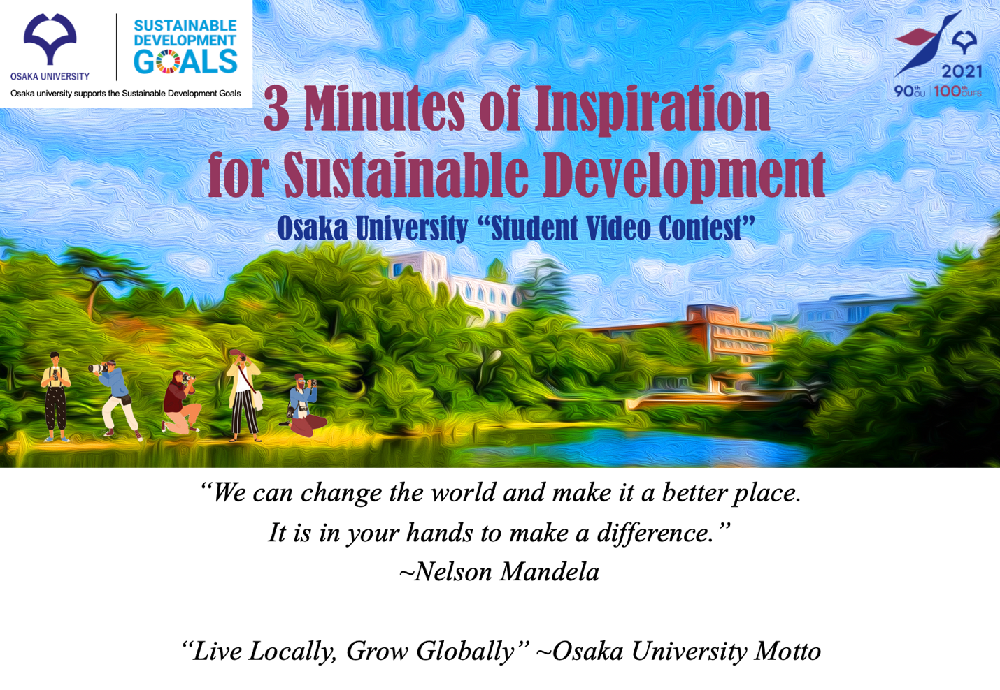 OSAKA UNIVERSITY
SUSTAINABLE
DEVELOPMENT
GOALS
Osaka university supports the Sustainable Development Goals
2021
90th OU | 100th OUFS
3 Minutes of Inspiration
for Sustainable Development
Osaka University “Student Video Contest”
“We can change the world and make it a better place.
It is in your hands to make a difference.”
~Nelson Mandela
“Live Locally, Grow Globally” ~Osaka University Motto